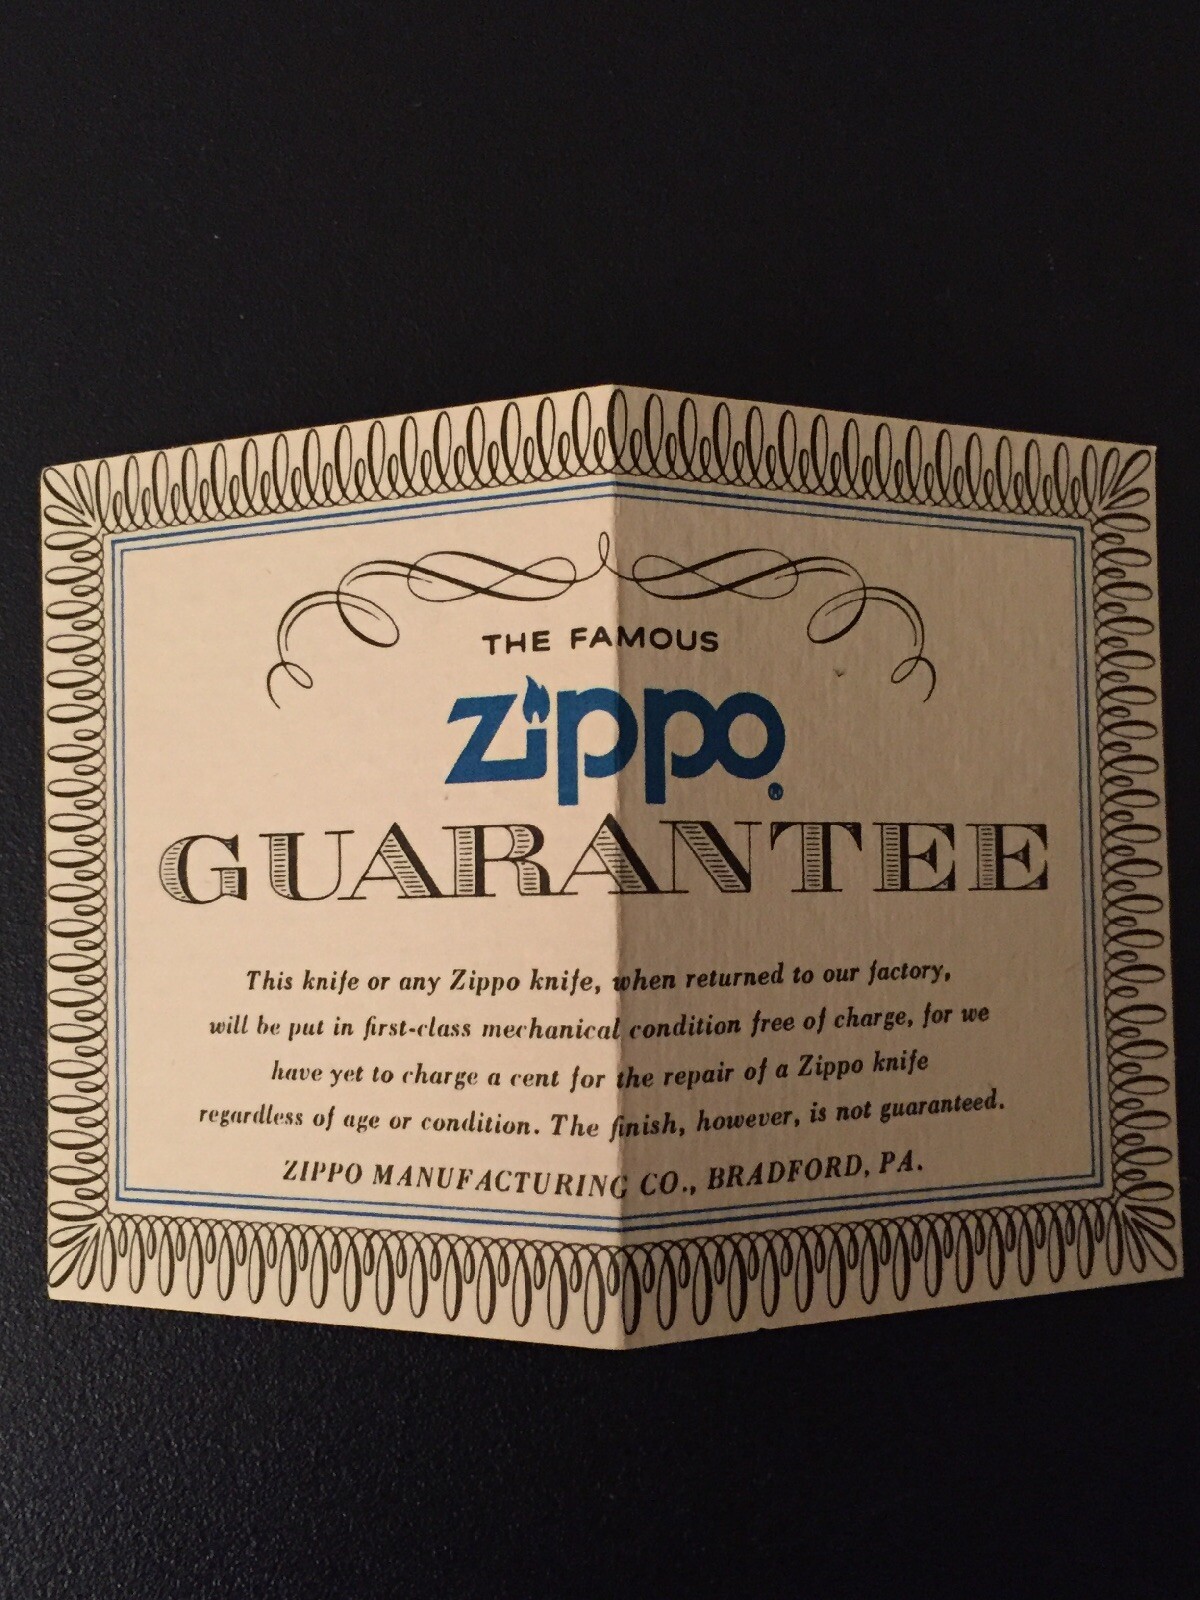 THE FAMOUS
Zippo®
GUARANTEE
This knife or any Zippo knife, when returned to our factory,
will be put in first-class mechanical condition free of charge, for we
have yet to charge a cent for the repair of a Zippo knife
regardless of age or condition. The finish, however, is not guaranteed.
ZIPPO MANUFACTURING CO., BRADFORD, PA.